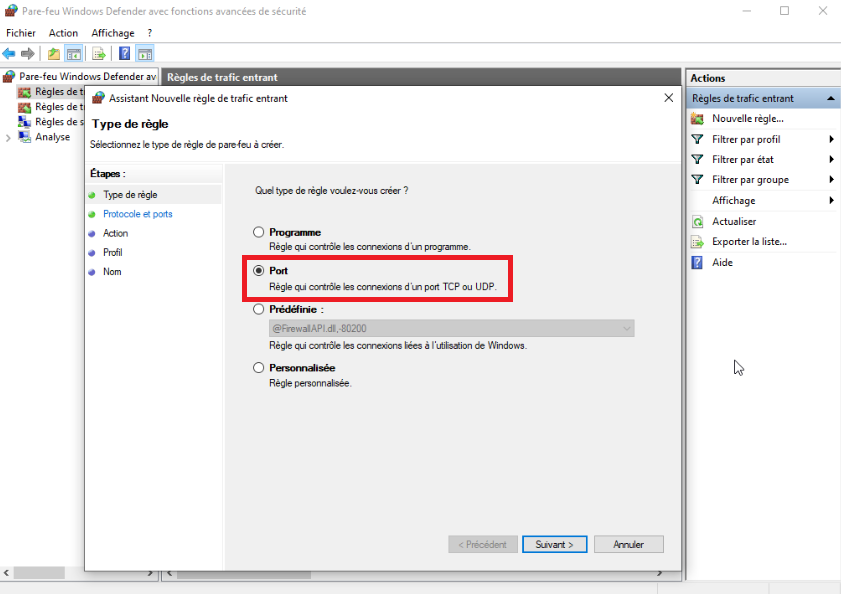 Pare-feu Windows Defender avec fonctions avancées de sécurité
Fichier Action Affichage ?
Pare-feu Windows Defender av
Règles de t
Règles de t
Règles de s
Analyse
Règles de trafic entrant
Assistant Nouvelle règle de trafic entrant
Type de règle
Sélectionnez le type de règle de pare-feu à créer.
Étapes :
Type de règle
Protocole et ports
Action
Profil
Nom
Quel type de règle voulez-vous créer ?
Programme
Règle qui contrôle les connexions d'un programme.
Port
Règle qui contrôle les connexions d'un port TCP ou UDP.
Prédéfinie :
@FirewallAPI.dll,-80200
Règle qui contrôle les connexions liées à l'utilisation de Windows.
Personnalisée
Règle personnalisée.
< Précédent
Suivant >
Annuler
Actions
Règles de trafic entrant
Nouvelle règle...
Filtrer par profil
Filtrer par état
Filtrer par groupe
Affichage
Actualiser
Exporter la liste...
Aide